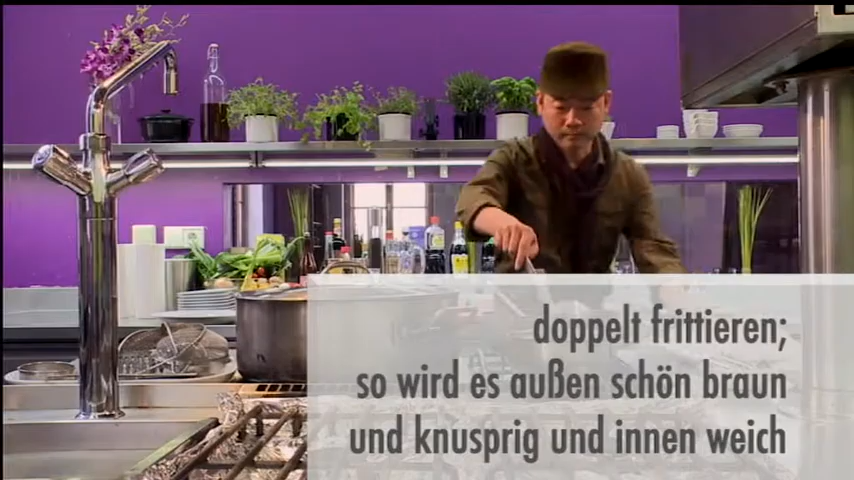 doppelt frittieren;
so wird es außen schön braun
und knusprig und innen weich